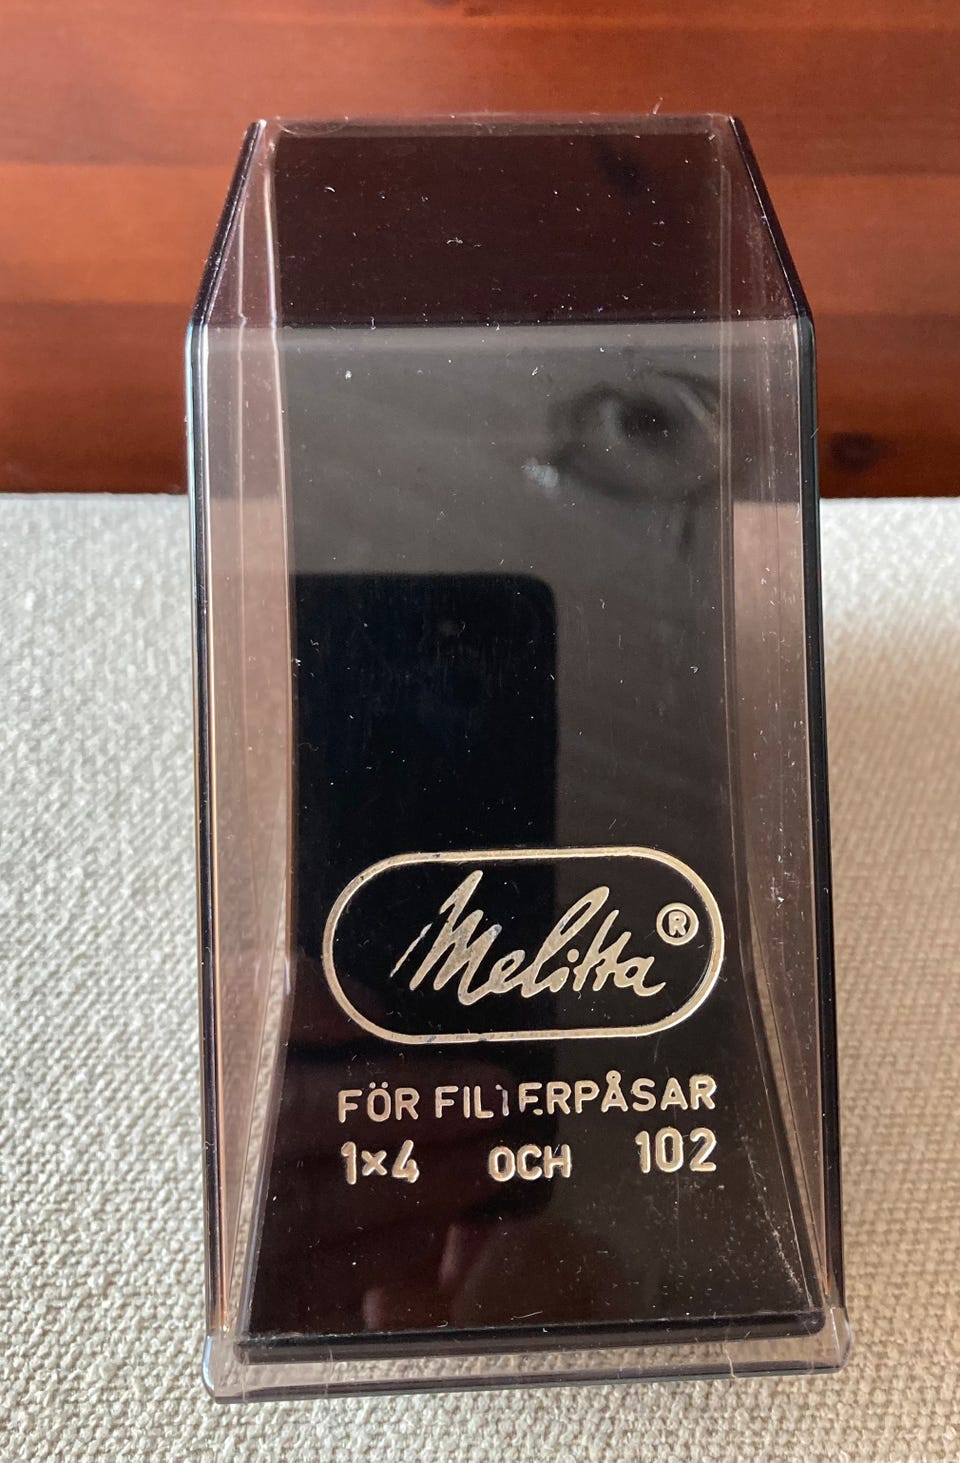 Melitta ®
FÖR FILTERPÅSAR
1×4 OCH 102